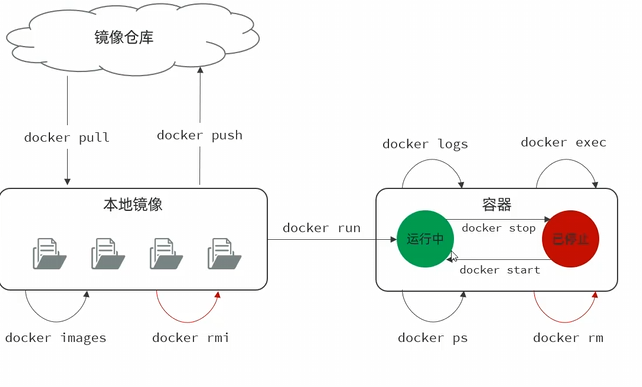 镜像仓库
docker pull
docker push
docker logs
docker exec
本地镜像
容器
docker run
运行中
docker stop
已停止
docker start
docker images
docker rmi
docker ps
docker rm